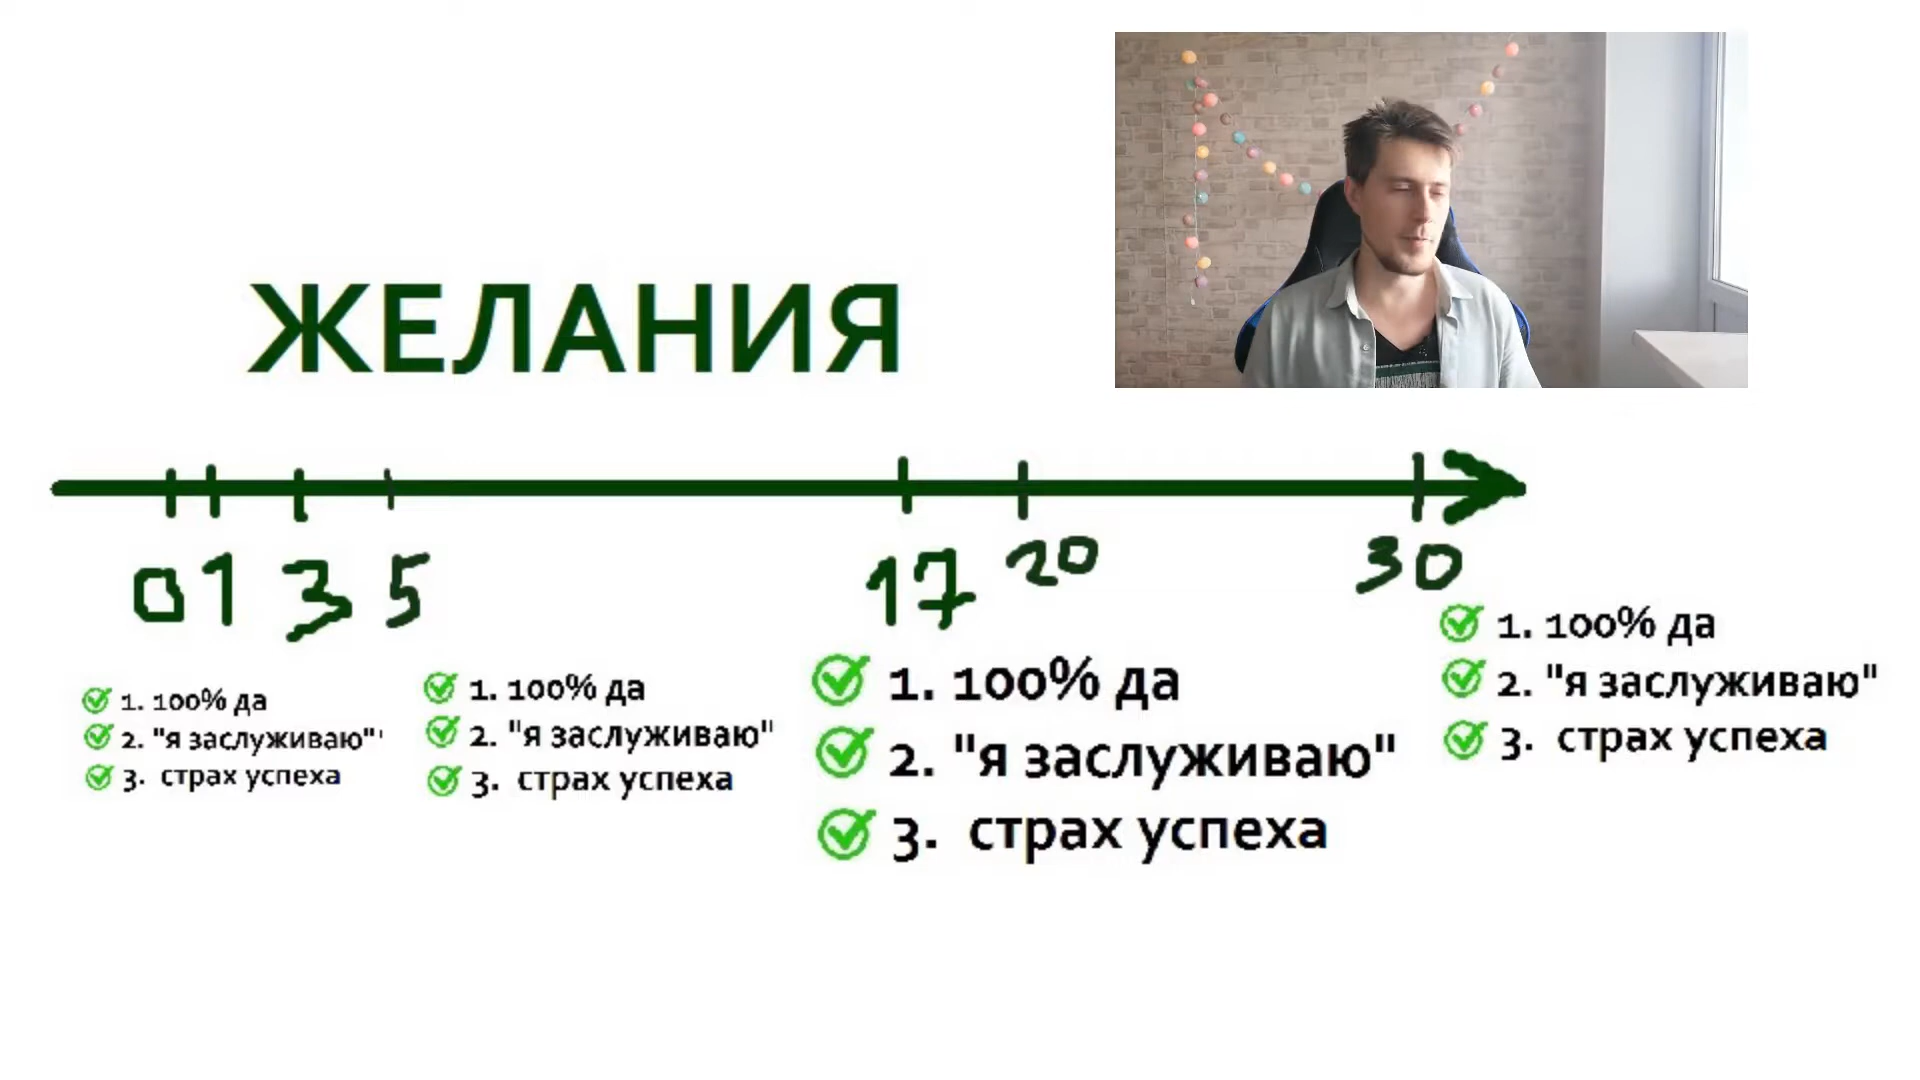 ЖЕЛАНИЯ
0 1 3 5 17 20 30
1. 100% да
2. "я заслуживаю"
3. страх успеха
1. 100% да
2. "я заслуживаю"
3. страх успеха
1. 100% да
2. "я заслуживаю"
3. страх успеха
1. 100% да
2. "я заслуживаю"
3. страх успеха